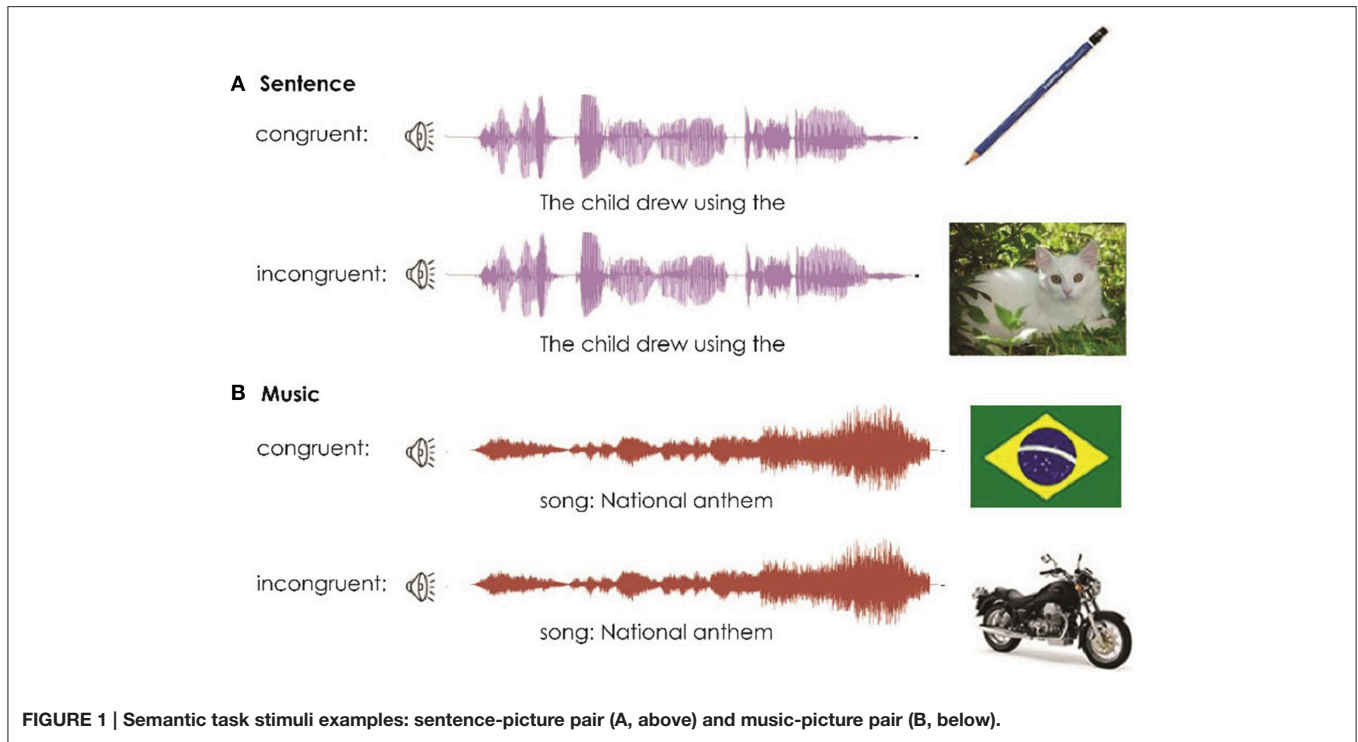 A Sentence
congruent:
The child drew using the
incongruent:
The child drew using the
B Music
congruent:
song: National anthem
incongruent:
song: National anthem
FIGURE 1 | Semantic task stimuli examples: sentence-picture pair (A, above) and music-picture pair (B, below).